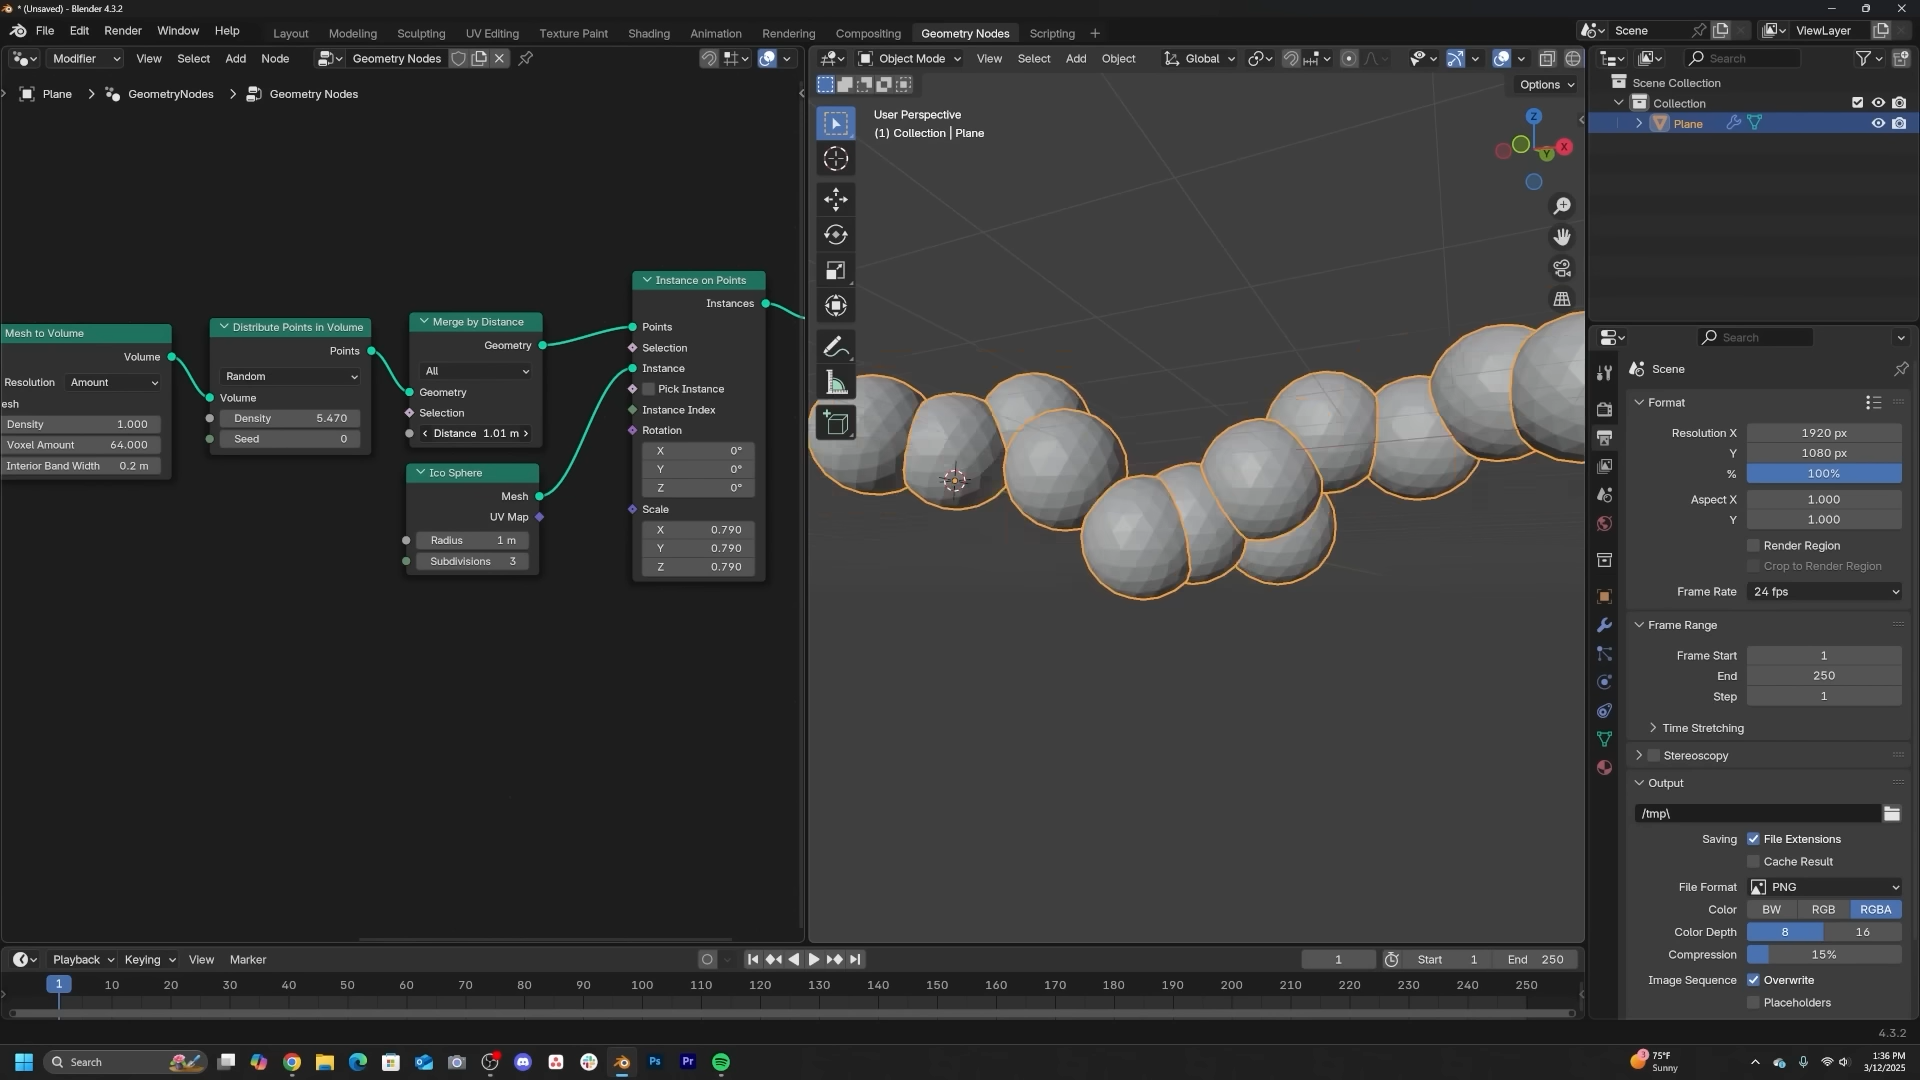 * (Unsaved) - Blender 4.3.2
File Edit Render Window Help
Layout Modeling Sculpting UV Editing Texture Paint Shading Animation Rendering Compositing Geometry Nodes Scripting +
Scene
ViewLayer
Modifier View Select Add Node Geometry Nodes
Object Mode View Select Add Object Global
Search
Plane > GeometryNodes > Geometry Nodes
Options
User Perspective
(1) Collection | Plane
Z
X
Y
Scene Collection
Collection
Plane
Mesh to Volume
Volume
Resolution Amount
esh
Density 1.000
Voxel Amount 64.000
Interior Band Width 0.2 m
Distribute Points in Volume
Points
Random
Volume
Density 5.470
Seed 0
Merge by Distance
Geometry
All
Geometry
Selection
Distance 1.01 m
Ico Sphere
Mesh
UV Map
Radius 1 m
Subdivisions 3
Instance on Points
Instances
Points
Selection
Instance
Pick Instance
Instance Index
Rotation
X 0°
Y 0°
Z 0°
Scale
X 0.790
Y 0.790
Z 0.790
Search
Scene
Format
Resolution X 1920 px
Y 1080 px
% 100%
Aspect X 1.000
Y 1.000
Render Region
Crop to Render Region
Frame Rate 24 fps
Frame Range
Frame Start 1
End 250
Step 1
Time Stretching
Stereoscopy
Output
/tmp\
Saving File Extensions
Cache Result
File Format PNG
Color BW RGB RGBA
Color Depth 8 16
Compression 15%
Image Sequence Overwrite
Placeholders
Playback Keying View Marker
1 Start 1 End 250
1 10 20 30 40 50 60 70 80 90 100 110 120 130 140 150 160 170 180 190 200 210 220 230 240 250
4.3.2
Search
Ps
Pr
75°F
Sunny
1:36 PM
3/12/2025